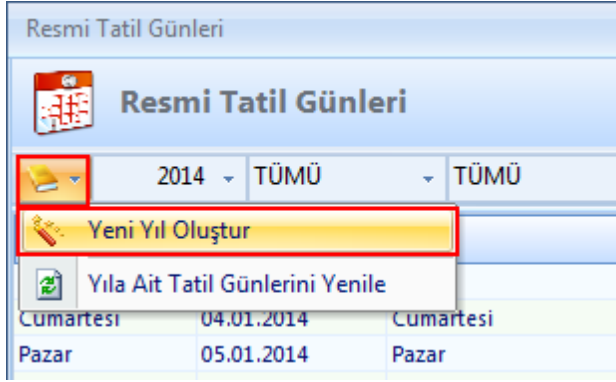 Resmi Tatil Günleri
Resmi Tatil Günleri
2014 TÜMÜ TÜMÜ
Yeni Yıl Oluştur
Yıla Ait Tatil Günlerini Yenile
Cumartesi 04.01.2014 Cumartesi
Pazar 05.01.2014 Pazar